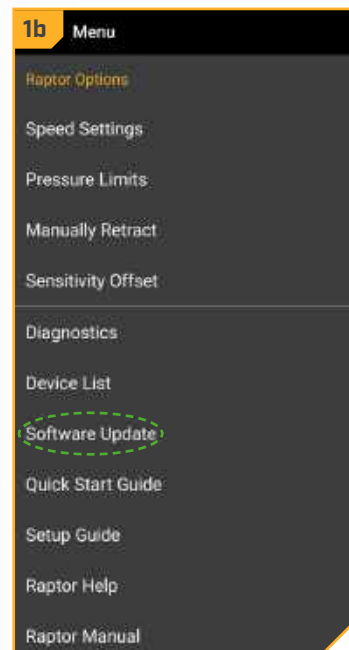 1b
Menu
Raptor Options
Speed Settings
Pressure Limits
Manually Retract
Sensitivity Offset
Diagnostics
Device List
Software Update
Quick Start Guide
Setup Guide
Raptor Help
Raptor Manual